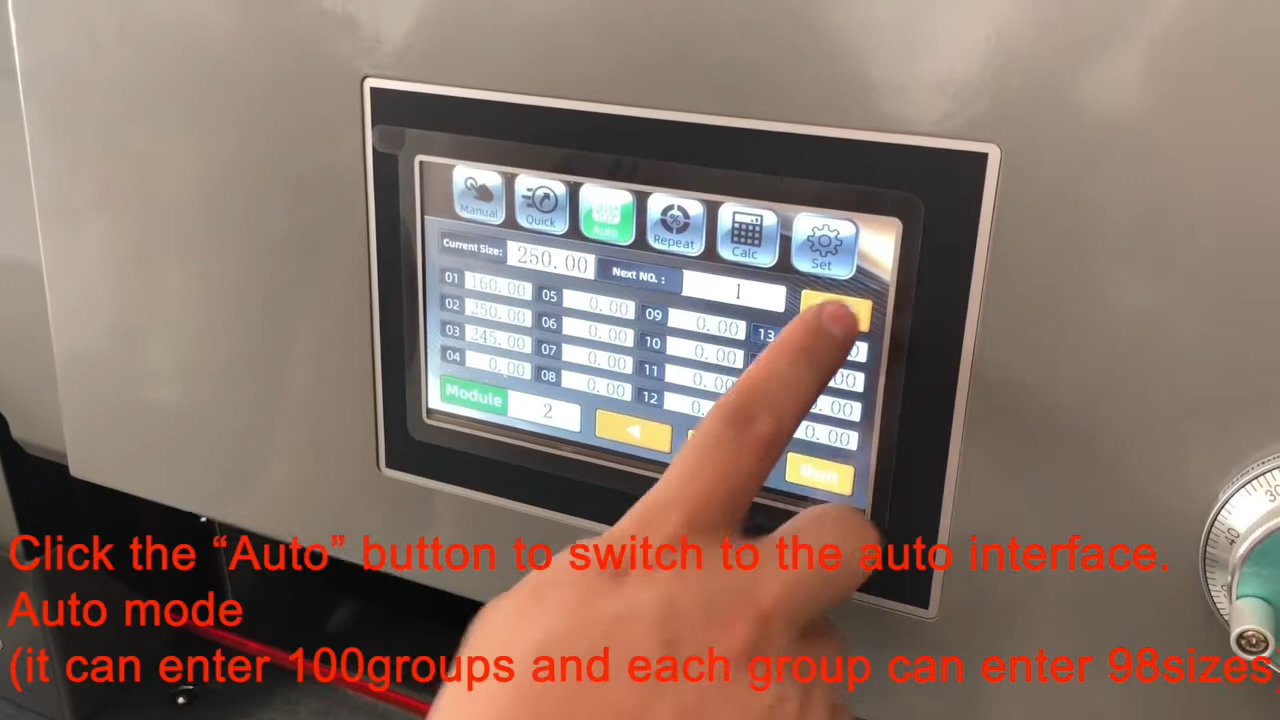 Manual Quick Auto Repeat Calc Set
Current Size: 250.00 Next NO. : 1
01 160.00 05 0.00 09 0.00 13
02 250.00 06 0.00 10 0.00
03 245.00 07 0.00 11 0.00
04 0.00 08 0.00 12 0.00
Module 2
Run
Click the “Auto” button to switch to the auto interface.
Auto mode
(it can enter 100groups and each group can enter 98sizes